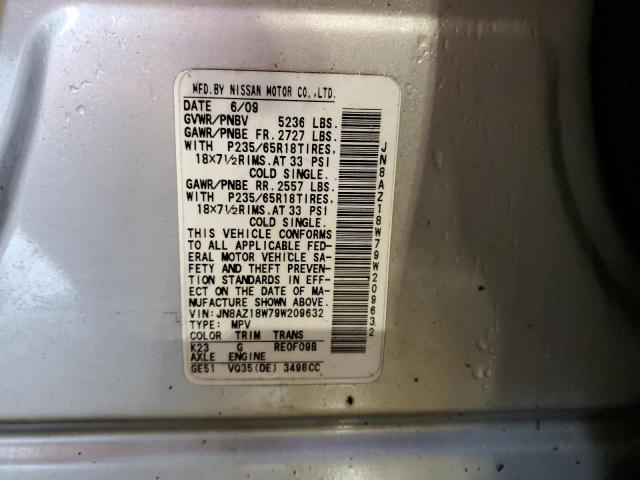 MFD.BY NISSAN MOTOR CO.,LTD.
DATE 6/09
GVWR/PNBV 5236 LBS.
GAWR/PNBE FR.2727 LBS.
WITH P235/65R18TIRES,
18X7½RIMS.AT 33 PSI
COLD SINGLE.
GAWR/PNBE RR.2557 LBS.
WITH P235/65R18TIRES,
18X7½RIMS.AT 33 PSI
COLD SINGLE.
THIS VEHICLE CONFORMS
TO ALL APPLICABLE FED-
ERAL MOTOR VEHICLE SA-
FETY AND THEFT PREVEN-
TION STANDARDS IN EFF-
ECT ON THE DATE OF MA-
NUFACTURE SHOWN ABOVE.
VIN:JN8AZ18W79W209632
TYPE: MPV
COLOR TRIM TRANS
K23 G RE0F09B
AXLE ENGINE
GE51 VQ35(DE) 3498CC
JN8AZ18W79W209632